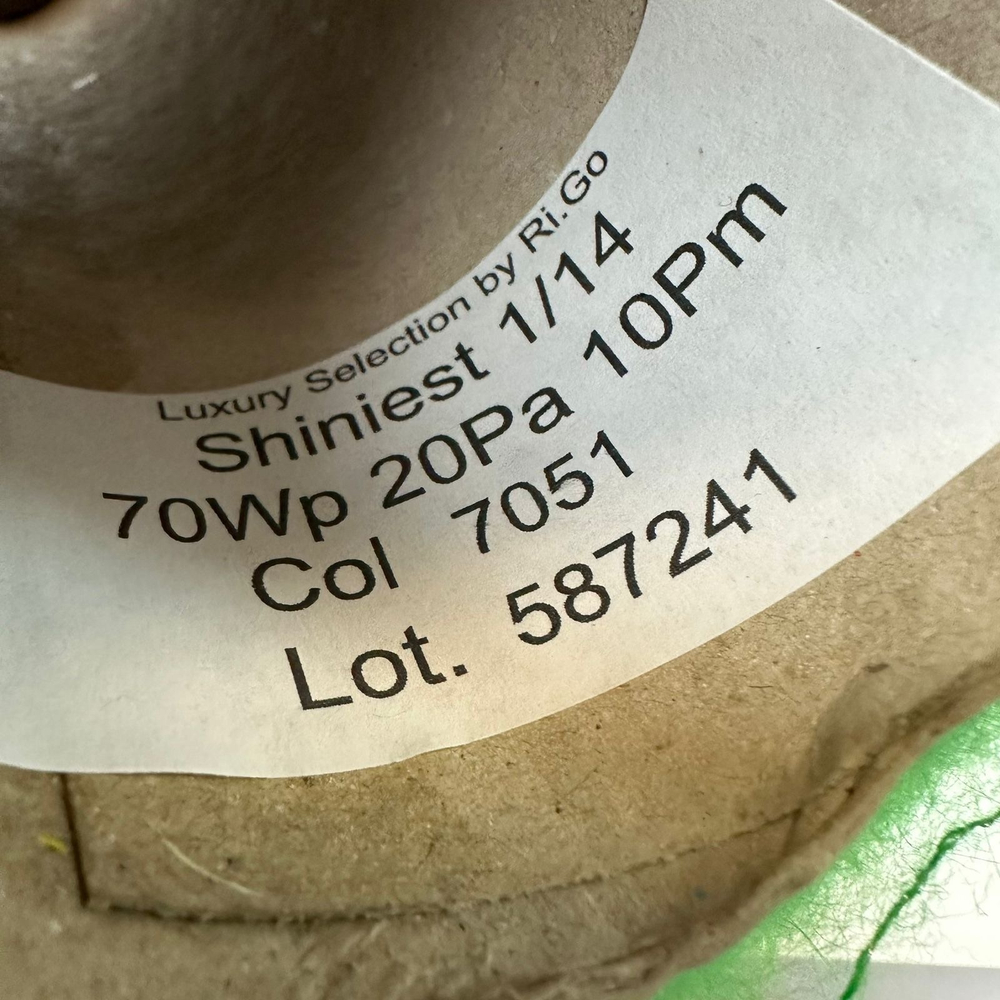 Luxury Selection by Ri.Go
Shiniest 1/14
70Wp 20Pa 10Pm
Col 7051
Lot. 587241